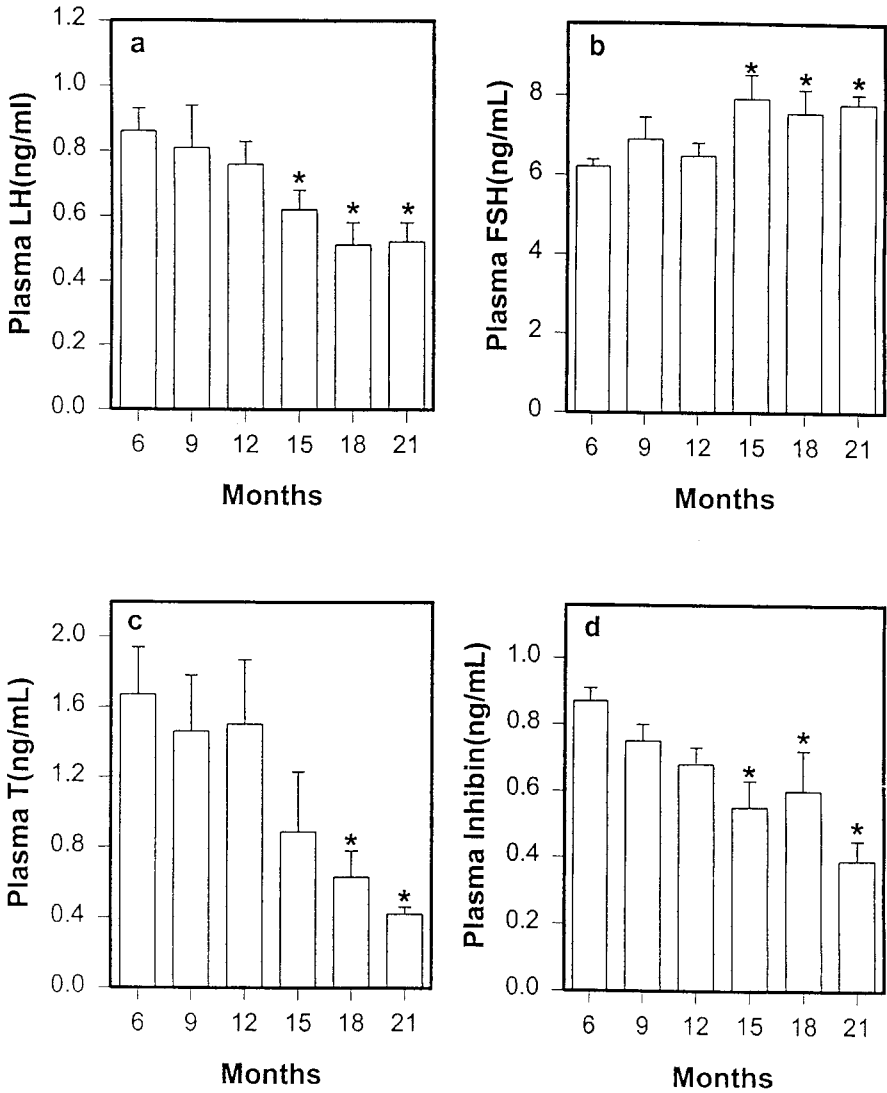 a
Plasma LH(ng/ml)
1.2
1.0
0.8
0.6
0.4
0.2
0.0
* * *
6 9 12 15 18 21
Months
b
Plasma FSH(ng/mL)
8
6
4
2
0
* * *
6 9 12 15 18 21
Months
c
Plasma T(ng/mL)
2.0
1.6
1.2
0.8
0.4
0.0
* *
6 9 12 15 18 21
Months
d
Plasma Inhibin(ng/mL)
1.0
0.8
0.6
0.4
0.2
0.0
* * *
6 9 12 15 18 21
Months